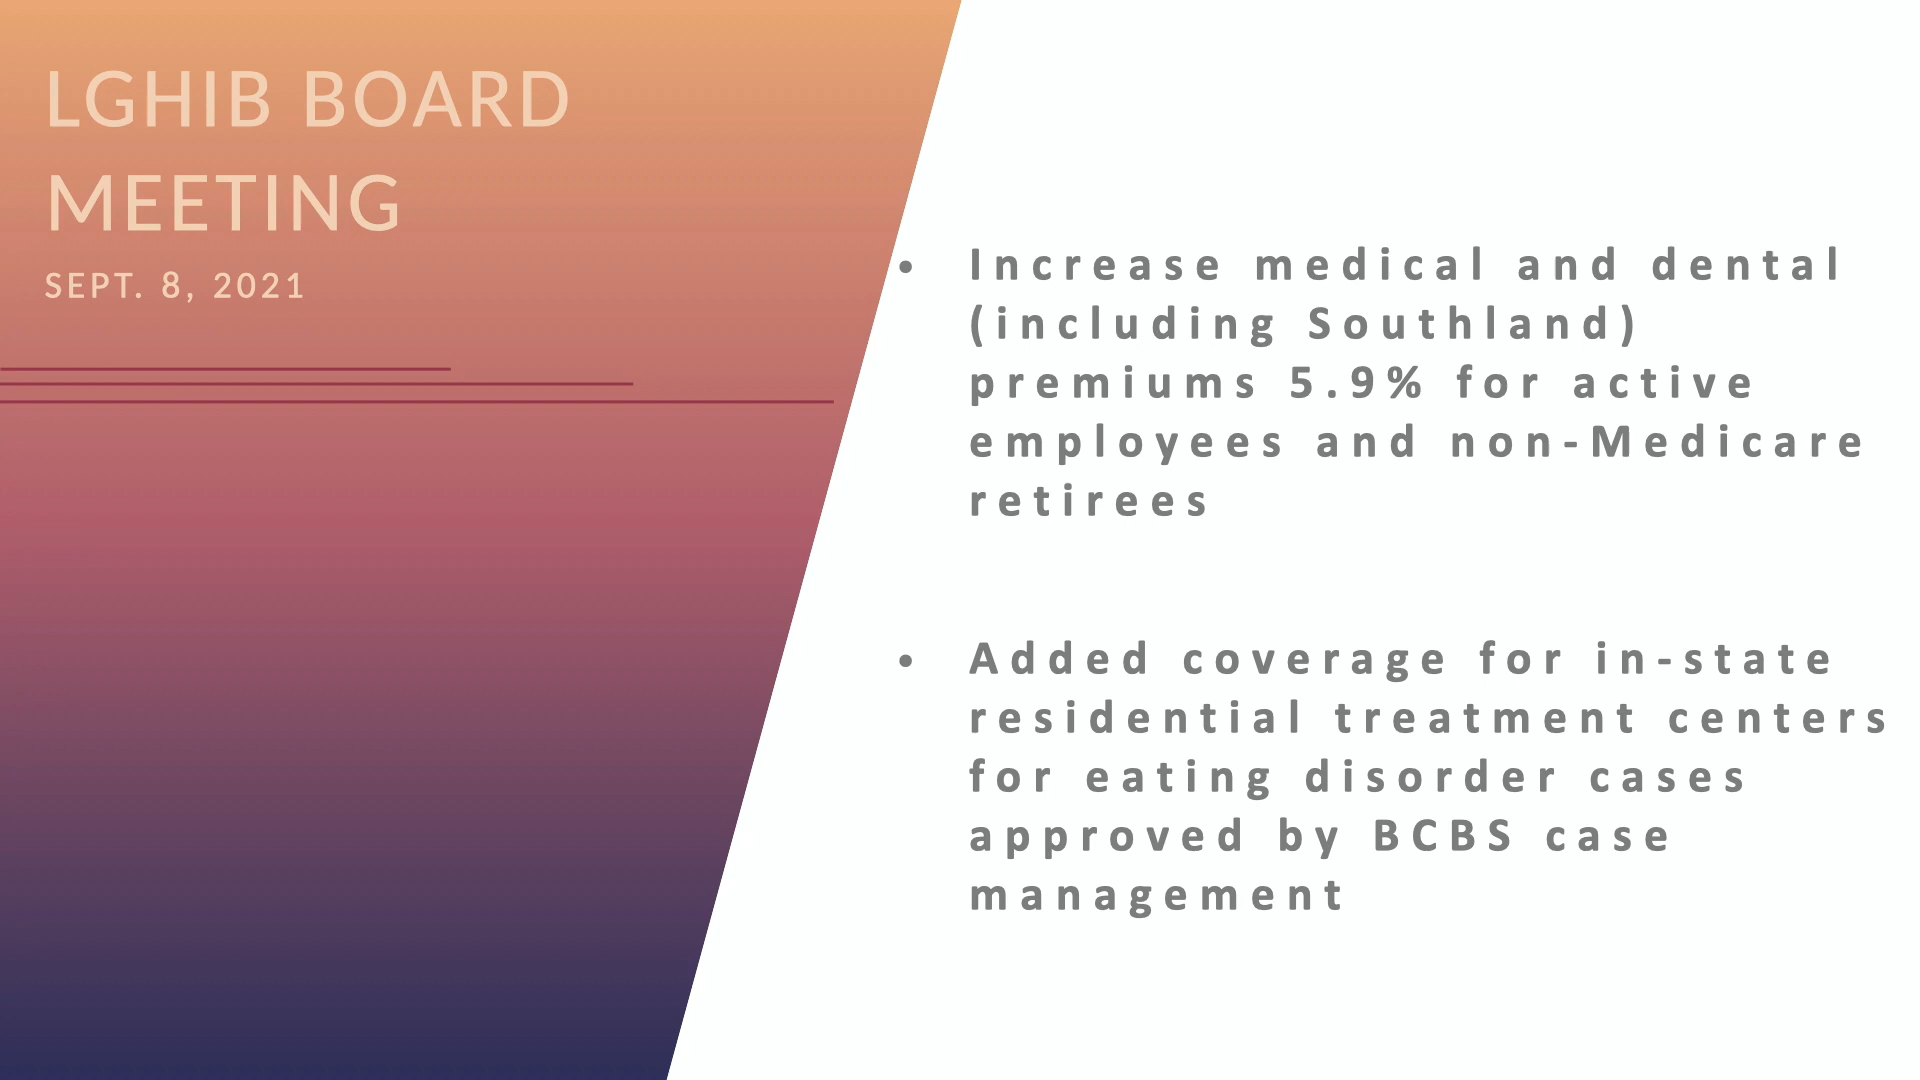 LGHIB BOARD
MEETING
SEPT. 8, 2021
• Increase medical and dental
(including Southland)
premiums 5.9% for active
employees and non-Medicare
retirees
• Added coverage for in-state
residential treatment centers
for eating disorder cases
approved by BCBS case
management